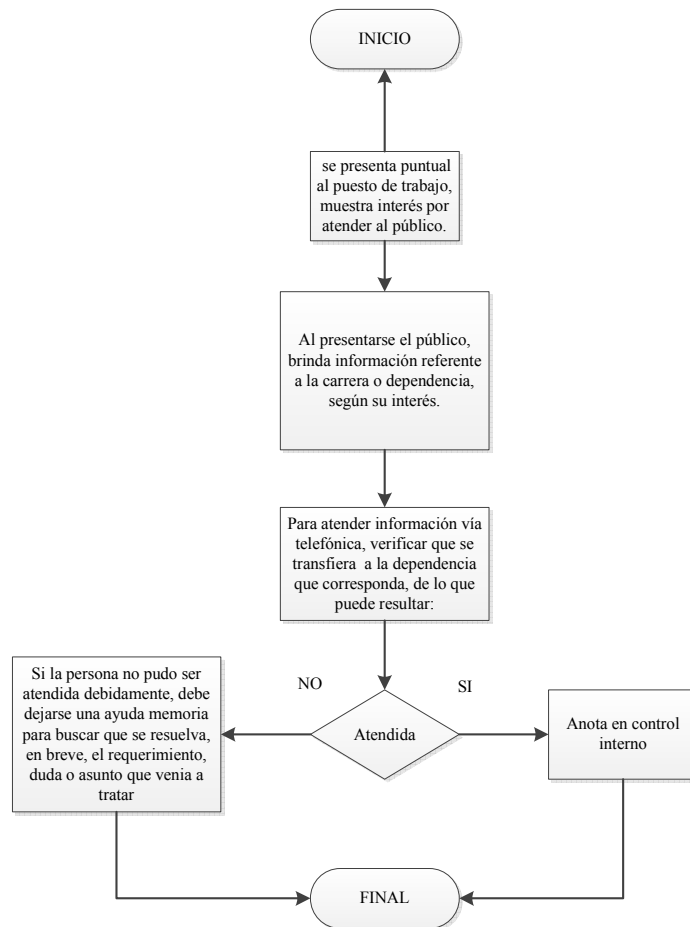 INICIO
se presenta puntual
al puesto de trabajo,
muestra interés por
atender al público.
Al presentarse el público,
brinda información referente
a la carrera o dependencia,
según su interés.
Para atender información vía
telefónica, verificar que se
transfiera a la dependencia
que corresponda, de lo que
puede resultar:
NO
SI
Atendida
Si la persona no pudo ser
atendida debidamente, debe
dejarse una ayuda memoria
para buscar que se resuelva,
en breve, el requerimiento,
duda o asunto que venia a
tratar
Anota en control
interno
FINAL